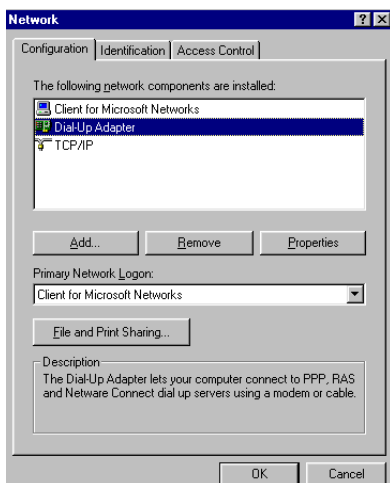 Network
Configuration Identification Access Control
The following network components are installed:
Client for Microsoft Networks
Dial-Up Adapter
TCP/IP
Add... Remove Properties
Primary Network Logon:
Client for Microsoft Networks
File and Print Sharing...
Description
The Dial-Up Adapter lets your computer connect to PPP, RAS
and Netware Connect dial up servers using a modem or cable.
OK Cancel